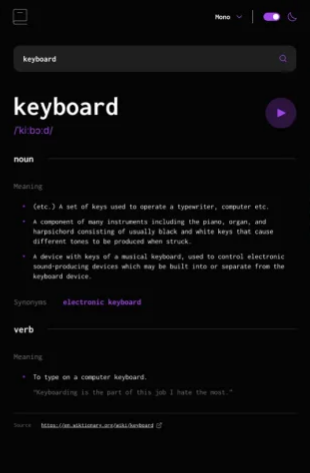 Mono
keyboard
keyboard
/ˈkiːbɔːd/
noun
Meaning
(etc.) A set of keys used to operate a typewriter, computer etc.
A component of many instruments including the piano, organ, and
harpsichord consisting of usually black and white keys that cause
different tones to be produced when struck.
A device with keys of a musical keyboard, used to control electronic
sound-producing devices which may be built into or separate from the
keyboard device.
Synonyms electronic keyboard
verb
Meaning
To type on a computer keyboard.
“Keyboarding is the part of this job I hate the most.”
Source https://en.wiktionary.org/wiki/keyboard